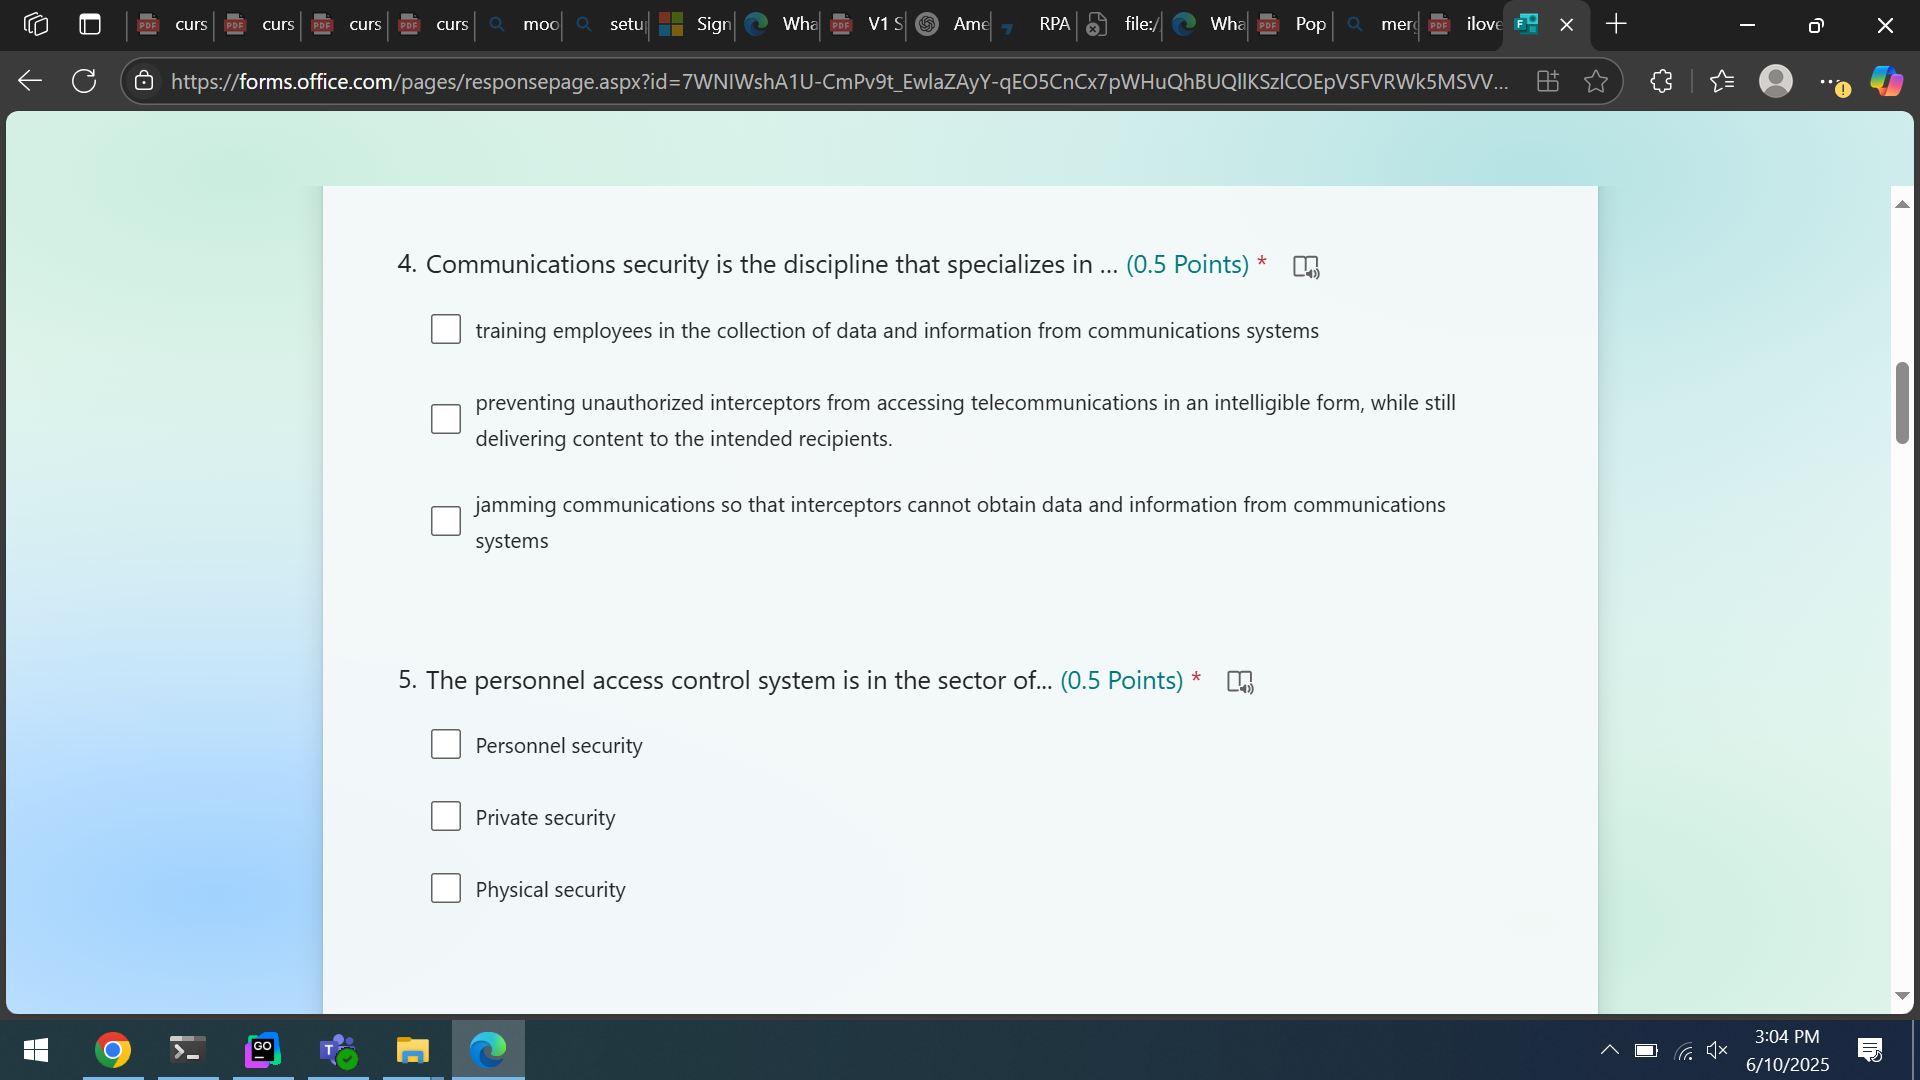 curs
curs
curs
curs
moo
setu
Sign
Wha
V1 S
Ame
RPA
file:/
Wha
Pop
mer
ilove
https://forms.office.com/pages/responsepage.aspx?id=7WNIWshA1U-CmPv9t_EwlaZAyY-qEO5CnCx7pWHuQhBUQllKSzlCOEpVSFVRWk5MSVV...
4. Communications security is the discipline that specializes in ... (0.5 Points) *
training employees in the collection of data and information from communications systems
preventing unauthorized interceptors from accessing telecommunications in an intelligible form, while still
delivering content to the intended recipients.
jamming communications so that interceptors cannot obtain data and information from communications
systems
5. The personnel access control system is in the sector of... (0.5 Points) *
Personnel security
Private security
Physical security
3:04 PM
6/10/2025